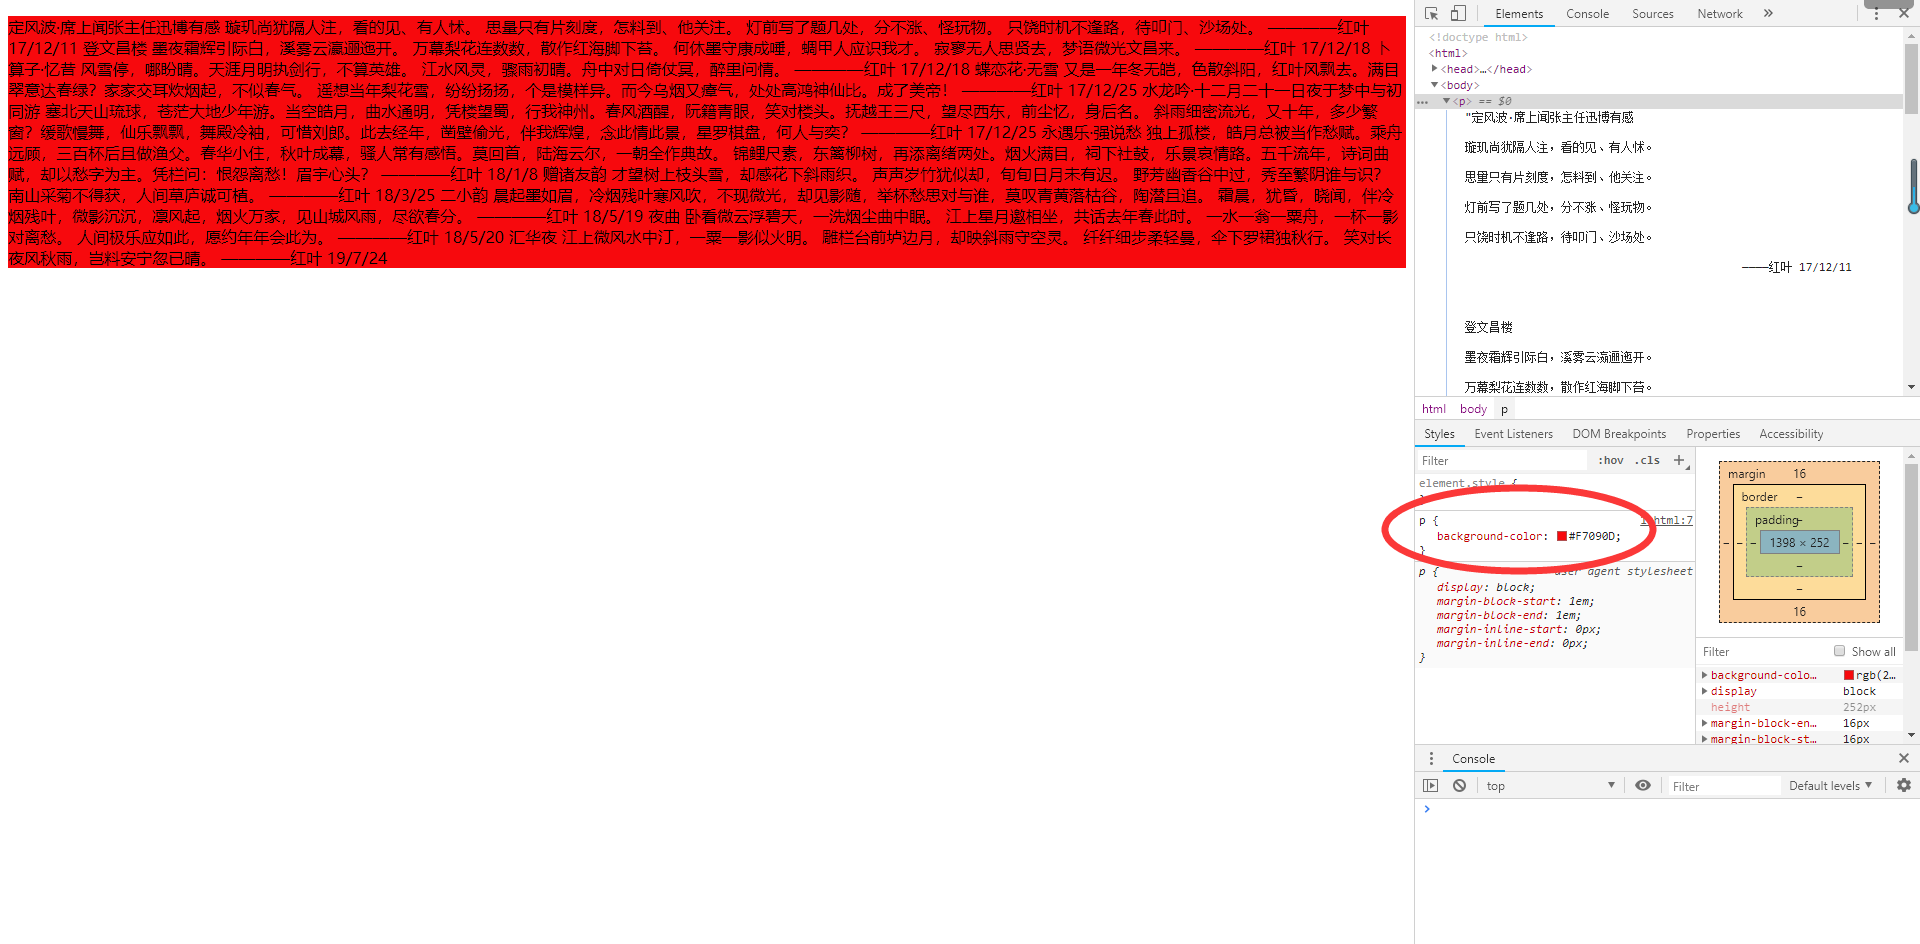 定风波·席上闻张主任迅博有感 璇玑尚犹隔人注，看的见、有人怵。 思量只有片刻度，怎料到、他关注。 灯前写了题几处，分不涨、怪玩物。 只饶时机不逢路，待叩门、沙场处。 ————红叶
17/12/11 登文昌楼 墨夜霜辉引际白，溪雾云瀛逦迤开。 万幕梨花连数数，散作红海脚下苔。 何休罣守康成唾，蜩甲人应识我才。 寂寥无人思贤去，梦语微光文昌来。 ————红叶 17/12/18 卜
算子·忆昔 风雪停，哪盼晴。天涯月明执剑行，不算英雄。 江水风灵，骤雨初晴。舟中对目倚仗冥，醉里问情。 ————红叶 17/12/18 蝶恋花·无雪 又是一年冬无皑，色散斜阳，红叶风飘去。满目
翠意达春绿？家家交耳炊烟起，不似春气。 遥想当年梨花雪，纷纷扬扬，个是模样异。而今乌烟又瘴气，处处高鸿神仙比。成了美帝！ ————红叶 17/12/25 水龙吟·十二月二十一日夜于梦中与初
同游 塞北天山琉球，苍茫大地少年游。当空皓月，曲水通明，凭楼望蜀，行我神州。春风酒醒，阮籍青眼，笑对楼头。抚越王三尺，望尽西东，前尘忆，身后名。 斜雨细密流光，又十年，多少繁
窗？缓歌慢舞，仙乐飘飘，舞殿冷袖，可惜刘郎。此去经年，凿壁偷光，伴我辉煌，念此情此景，星罗棋盘，何人与奕？ ————红叶 17/12/25 永遇乐·强说愁 独上孤楼，皓月总被当作愁赋。乘舟
远顾，三百杯后且做渔父。春华小住，秋叶成幕，骚人常有感悟。莫回首，陆海云尔，一朝全作典故。 锦鲤尺素，东篱柳树，再添离绪两处。烟火满目，祠下社鼓，乐景哀情路。五千流年，诗词曲
赋，却以愁字为主。凭栏问：恨怨离愁！眉宇心头？ ————红叶 18/1/8 赠诸友韵 才望树上枝头雪，却感花下斜雨织。 声声岁竹犹似却，旬旬日月未有迟。 野芳幽香谷中过，秀至繁阴谁与识？
南山采菊不得获，人间草庐诚可植。 ————红叶 18/3/25 二小韵 晨起墨如眉，冷烟残叶寒风吹，不现微光，却见影随，举杯愁思对与谁，莫叹青黄落枯谷，陶潜且追。 霜晨，犹昏，晓闻，伴冷
烟残叶，微影沉沉，凛风起，烟火万家，见山城风雨，尽欲春分。 ————红叶 18/5/19 夜曲 卧看微云浮碧天，一洗烟尘曲中眠。 江上星月邀相坐，共话去年春此时。 一水一翁一粟舟，一杯一影
对离愁。 人间极乐应如此，愿约年年会此为。 ————红叶 18/5/20 汇华夜 江上微风水中汀，一粟一影似火明。 雕栏台前垆边月，却映斜雨守空灵。 纤纤细步柔轻曼，伞下罗裙独秋行。 笑对长
夜风秋雨，岂料安宁忽已晴。 ————红叶 19/7/24
Elements Console Sources Network »
<!doctype html>
<html>
<head>…</head>
<body>
<p> == $0
"定风波·席上闻张主任迅博有感
璇玑尚犹隔人注，看的见、有人怵。
思量只有片刻度，怎料到、他关注。
灯前写了题几处，分不涨、怪玩物。
只饶时机不逢路，待叩门、沙场处。
————红叶 17/12/11
登文昌楼
墨夜霜辉引际白，溪雾云瀛逦迤开。
万幕梨花连数数，散作红海脚下苔。
html body p
Styles Event Listeners DOM Breakpoints Properties Accessibility
Filter :hov .cls +
element.style {
}
p { 1.html:7
background-color: #F7090D;
}
p { user agent stylesheet
display: block;
margin-block-start: 1em;
margin-block-end: 1em;
margin-inline-start: 0px;
margin-inline-end: 0px;
}
margin 16
border –
padding –
– – – 1398 × 252 – – –
–
–
16
Filter Show all
background-colo… rgb(2…
display block
height 252px
margin-block-en… 16px
margin-block-st… 16px
Console
top Filter Default levels